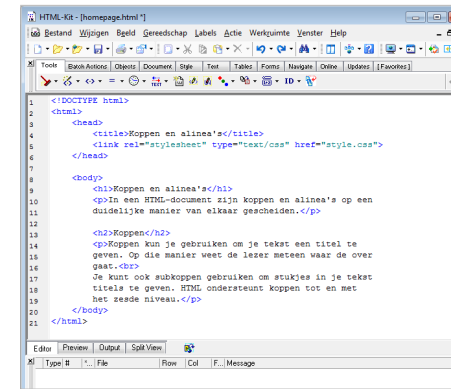 HTML-Kit - [homepage.html *]
Bestand Wijzigen Beeld Gereedschap Labels Actie Werkruimte Venster Help
Tools Batch Actions Objects Document Style Text Tables Forms Navigate Online Updates [Favorites]
TEXT ID
1 <!DOCTYPE html>
2 <html>
3 <head>
4 <title>Koppen en alinea's</title>
5 <link rel="stylesheet" type="text/css" href="style.css">
6 </head>
7
8 <body>
9 <h1>Koppen en alinea's</h1>
10 <p>In een HTML-document zijn koppen en alinea's op een
11 duidelijke manier van elkaar gescheiden.</p>
12
13 <h2>Koppen</h2>
14 <p>Koppen kun je gebruiken om je tekst een titel te
15 geven. Op die manier weet de lezer meteen waar de over
16 gaat.<br>
17 Je kunt ook subkoppen gebruiken om stukjes in je tekst
18 titels te geven. HTML ondersteunt koppen tot en met
19 het zesde niveau.</p>
20 </body>
21 </html>
Editor Preview Output Split View
Type # *... File Row Col F... Message